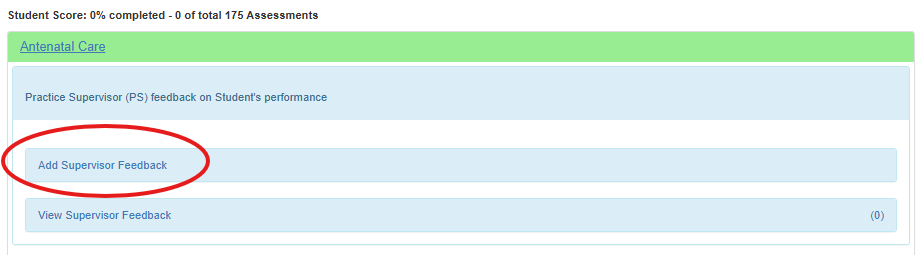 Student Score: 0% completed - 0 of total 175 Assessments
Antenatal Care
Practice Supervisor (PS) feedback on Student's performance
Add Supervisor Feedback
View Supervisor Feedback (0)